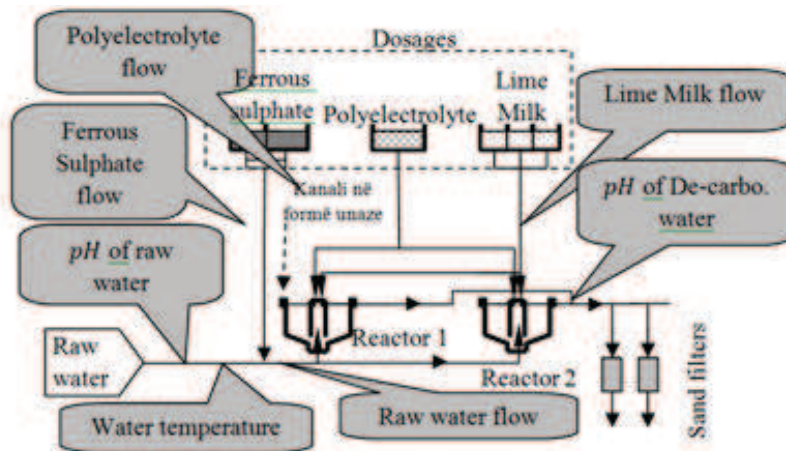 Polyelectrolyte
flow
Dosages
Ferrous
sulphate
Polyelectrolyte
Lime
Milk
Lime Milk flow
Ferrous
Sulphate
flow
Kanali në
formë unaze
pH of De-carbo.
water
pH of raw
water
Raw
water
Reactor 1
Reactor 2
Sand filters
Water temperature
Raw water flow